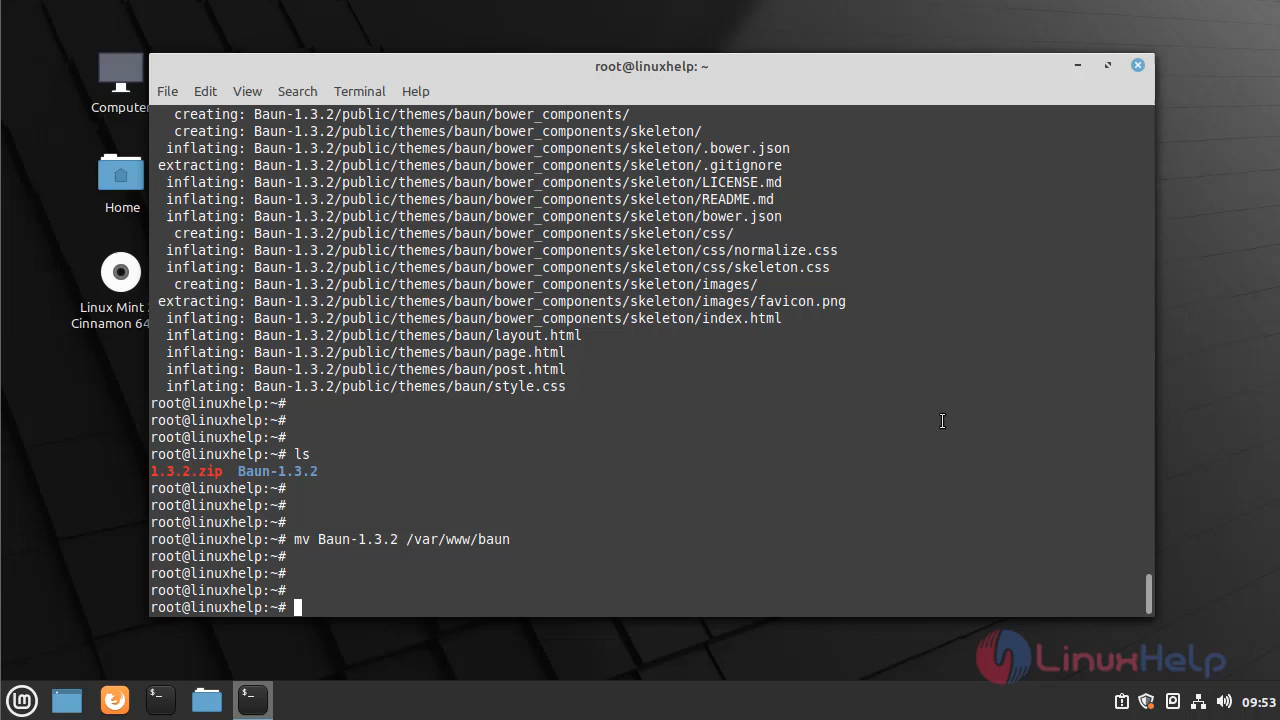 root@linuxhelp: ~
File Edit View Search Terminal Help
Computer
Home
Linux Mint
Cinnamon 64
creating: Baun-1.3.2/public/themes/baun/bower_components/
creating: Baun-1.3.2/public/themes/baun/bower_components/skeleton/
inflating: Baun-1.3.2/public/themes/baun/bower_components/skeleton/.bower.json
extracting: Baun-1.3.2/public/themes/baun/bower_components/skeleton/.gitignore
inflating: Baun-1.3.2/public/themes/baun/bower_components/skeleton/LICENSE.md
inflating: Baun-1.3.2/public/themes/baun/bower_components/skeleton/README.md
inflating: Baun-1.3.2/public/themes/baun/bower_components/skeleton/bower.json
creating: Baun-1.3.2/public/themes/baun/bower_components/skeleton/css/
inflating: Baun-1.3.2/public/themes/baun/bower_components/skeleton/css/normalize.css
inflating: Baun-1.3.2/public/themes/baun/bower_components/skeleton/css/skeleton.css
creating: Baun-1.3.2/public/themes/baun/bower_components/skeleton/images/
extracting: Baun-1.3.2/public/themes/baun/bower_components/skeleton/images/favicon.png
inflating: Baun-1.3.2/public/themes/baun/bower_components/skeleton/index.html
inflating: Baun-1.3.2/public/themes/baun/layout.html
inflating: Baun-1.3.2/public/themes/baun/page.html
inflating: Baun-1.3.2/public/themes/baun/post.html
inflating: Baun-1.3.2/public/themes/baun/style.css
root@linuxhelp:~#
root@linuxhelp:~#
root@linuxhelp:~#
root@linuxhelp:~# ls
1.3.2.zip Baun-1.3.2
root@linuxhelp:~#
root@linuxhelp:~#
root@linuxhelp:~#
root@linuxhelp:~# mv Baun-1.3.2 /var/www/baun
root@linuxhelp:~#
root@linuxhelp:~#
root@linuxhelp:~#
root@linuxhelp:~#
LinuxHelp
09:53